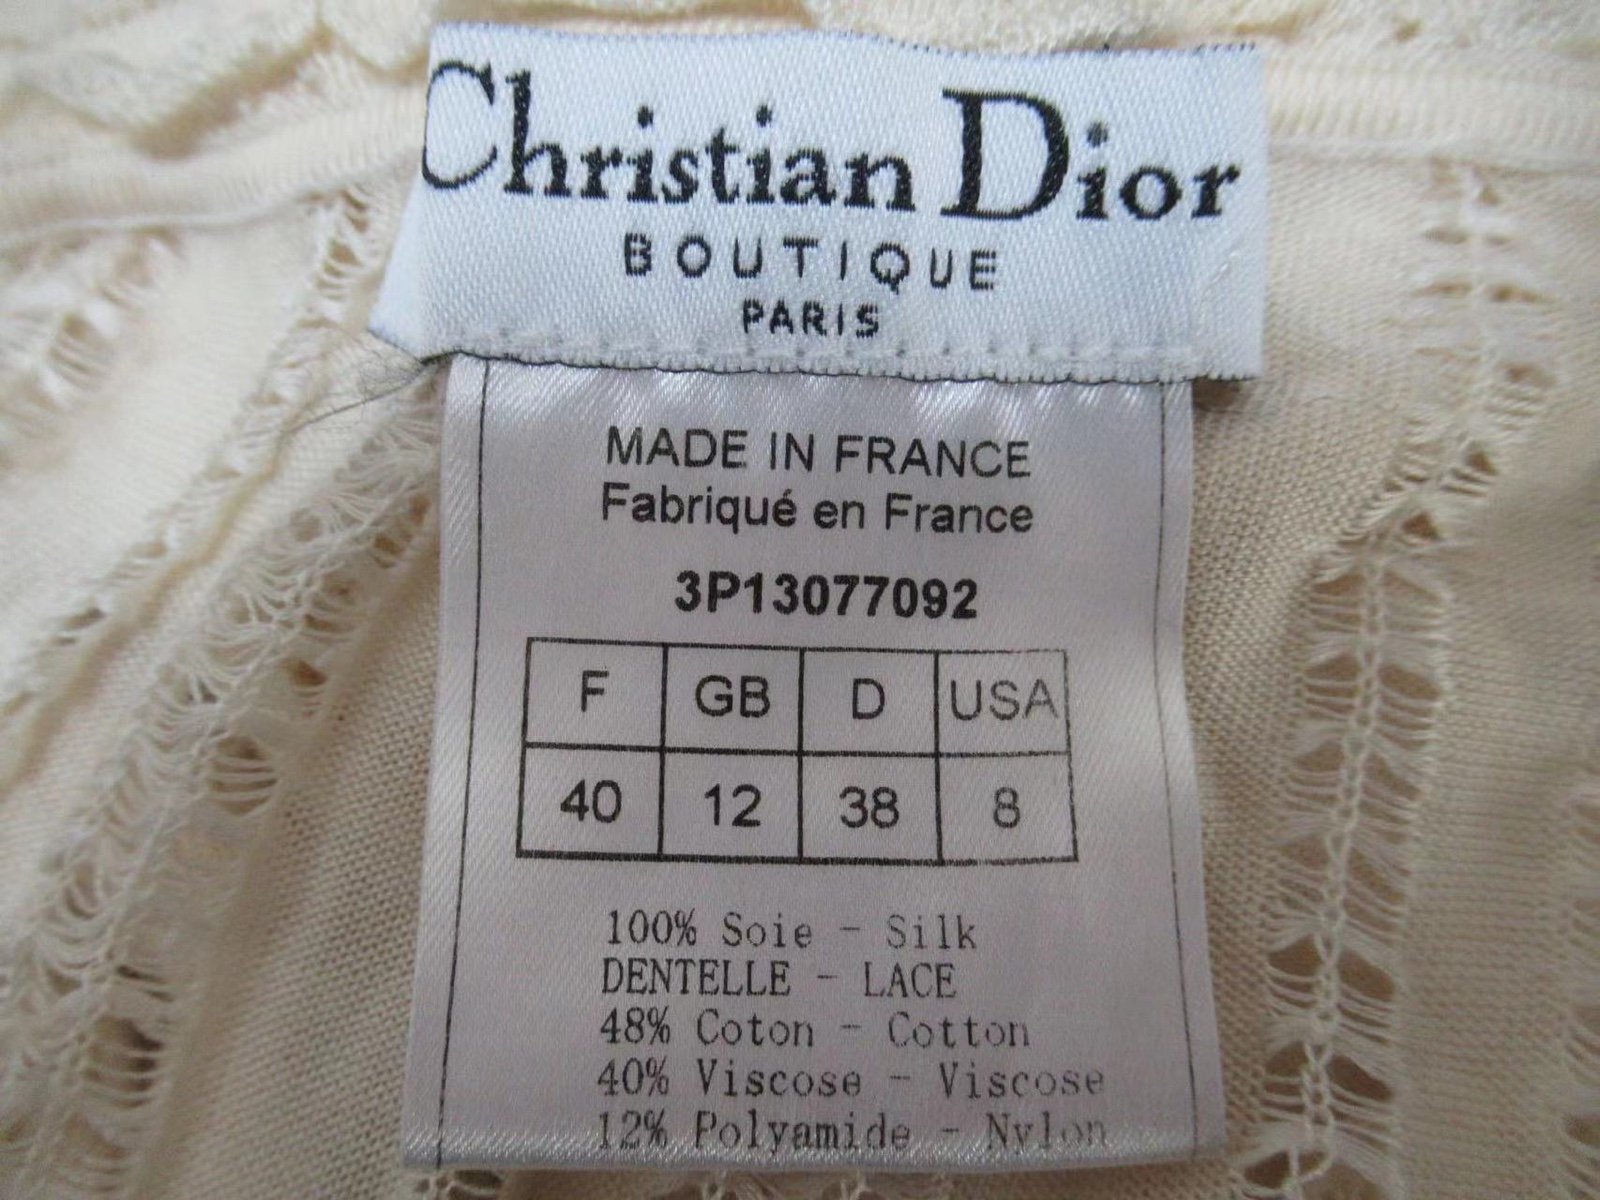 Christian Dior
BOUTIQUE
PARIS
MADE IN FRANCE
Fabriqué en France
3P13077092
F GB D USA
40 12 38 8
100% Soie - Silk
DENTELLE - LACE
48% Coton - Cotton
40% Viscose - Viscose
12% Polyamide - Nylon